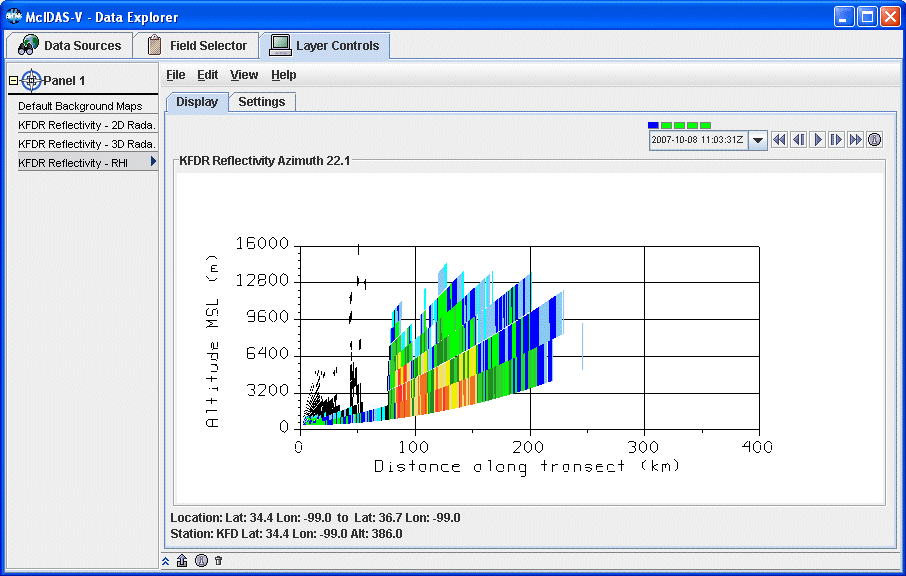 McIDAS-V - Data Explorer
Data Sources Field Selector Layer Controls
Panel 1
Default Background Maps
KFDR Reflectivity - 2D Rada.
KFDR Reflectivity - 3D Rada.
KFDR Reflectivity - RHI
File Edit View Help
Display Settings
2007-10-08 11:03:31Z
KFDR Reflectivity Azimuth 22.1
16000
12800
9600
6400
3200
0
Altitude MSL (m)
0 100 200 300 400
Distance along transect (km)
Location: Lat: 34.4 Lon: -99.0 to Lat: 36.7 Lon: -99.0
Station: KFD Lat: 34.4 Lon: -99.0 Alt: 386.0